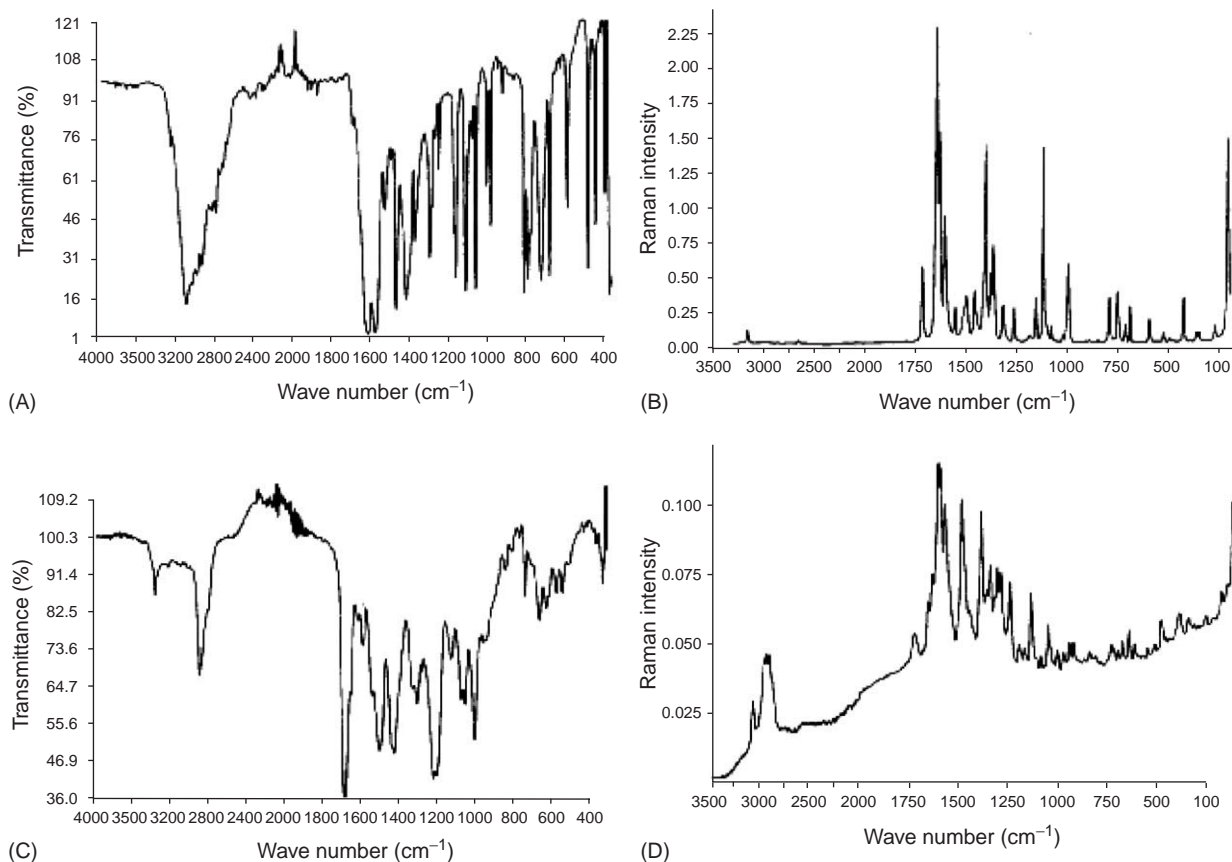 Transmittance (%)
121
108
91
76
61
46
31
16
1
4000 3500 2800 2400 2000 1800 1600 1400 1200 1000 800 600 400
Wave number (cm⁻¹)
(A)
Raman intensity
2.25
2.00
1.75
1.50
1.25
1.00
0.75
0.50
0.25
0.00
3500 3000 2000 1750 1500 1250 1000 750 500 100
Wave number (cm⁻¹)
(B)
Transmittance (%)
109.2
100.3
91.4
82.5
73.6
64.7
55.6
46.9
36.0
4000 3500 3200 2800 2400 2000 1800 1600 1400 1200 1000 800 600 400
Wave number (cm⁻¹)
(C)
Raman intensity
0.100
0.075
0.050
0.025
3500 3000 2000 1750 1500 1250 1000 750 500 100
Wave number (cm⁻¹)
(D)